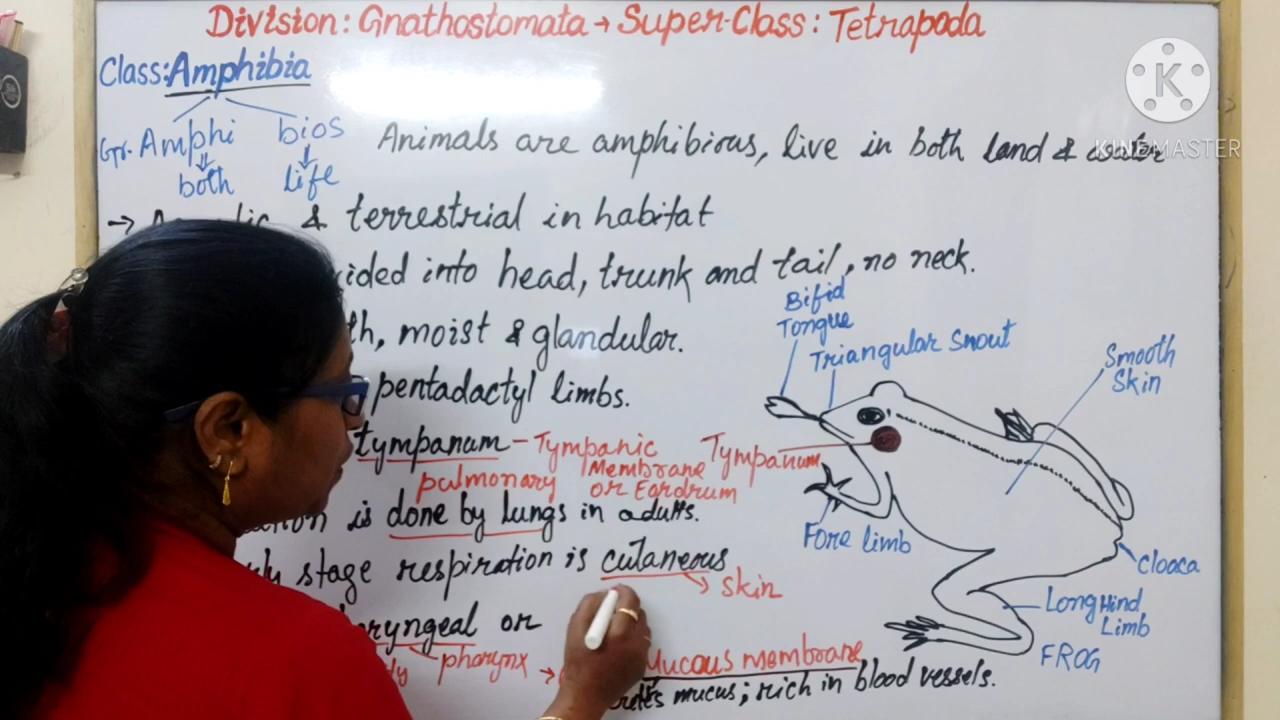 Division: Gnathostomata → Super-Class: Tetrapoda
Class: Amphibia
Gr. Amphi bios
both life
Animals are amphibious, live in both land & water
KINEMASTER
→ & terrestrial in habitat
into head, trunk and tail, no neck.
moist & glandular.
pentadactyl limbs.
tympanum - Tympanic
Membrane
or Eardrum
pulmonary
is done by lungs in adults.
stage respiration is cutaneous
→ skin
or
pharynx → Mucous membrane
mucus; rich in blood vessels.
Bifid
Tongue
Triangular Snout
Smooth
Skin
Tympanum
Fore limb
Cloaca
Long Hind
Limb
FROG